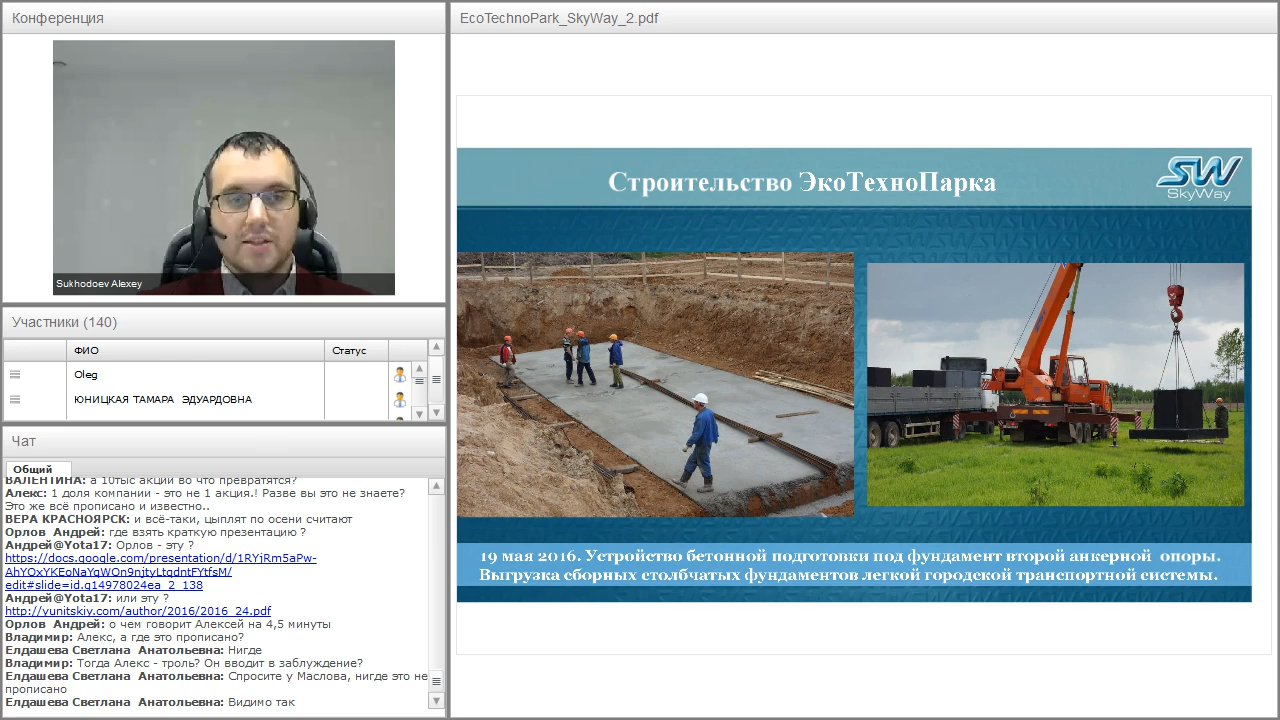 Конференция
Sukhodoev Alexey
Участники (140)
ФИО
Статус
Oleg
ЮНИЦКАЯ ТАМАРА ЭДУАРДОВНА
Чат
Общий
ВАЛЕНТИНА: а 10тыс акций во что превратятся?
Алекс: 1 доля компании - это не 1 акция.! Разве вы это не знаете?
Это же всё прописано и известно..
ВЕРА КРАСНОЯРСК: и всё-таки, цыплят по осени считают
Орлов Андрей: где взять краткую презентацию ?
Андрей@Yota17: Орлов - эту ?
https://docs.google.com/presentation/d/1RYjRm5aPw-
Андрей@Yota17: или эту ?
http://yunitskiy.com/author/2016/2016_24.pdf
Орлов Андрей: о чем говорит Алексей на 4,5 минуты
Владимир: Алекс, а где это прописано?
Елдашева Светлана Анатольевна: Нигде
Владимир: Тогда Алекс - троль? Он вводит в заблуждение?
Елдашева Светлана Анатольевна: Спросите у Маслова, нигде это не
прописано
Елдашева Светлана Анатольевна: Видимо так
EcoTechnoPark_SkyWay_2.pdf
Строительство ЭкоТехноПарка
SW
SkyWay
19 мая 2016. Устройство бетонной подготовки под фундамент второй анкерной опоры.
Выгрузка сборных столбчатых фундаментов легкой городской транспортной системы.